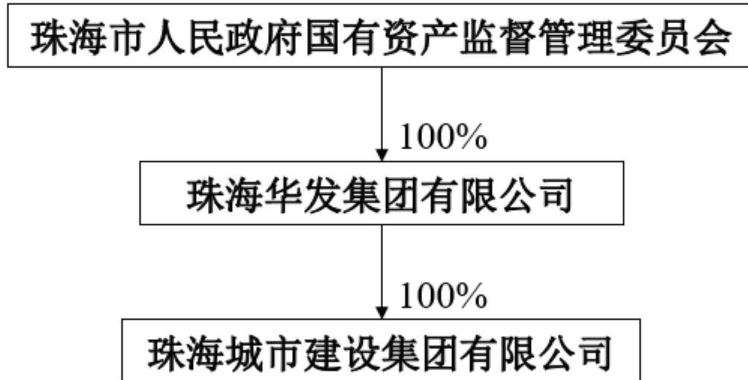 珠海市人民政府国有资产监督管理委员会
100%
珠海华发集团有限公司
100%
珠海城市建设集团有限公司